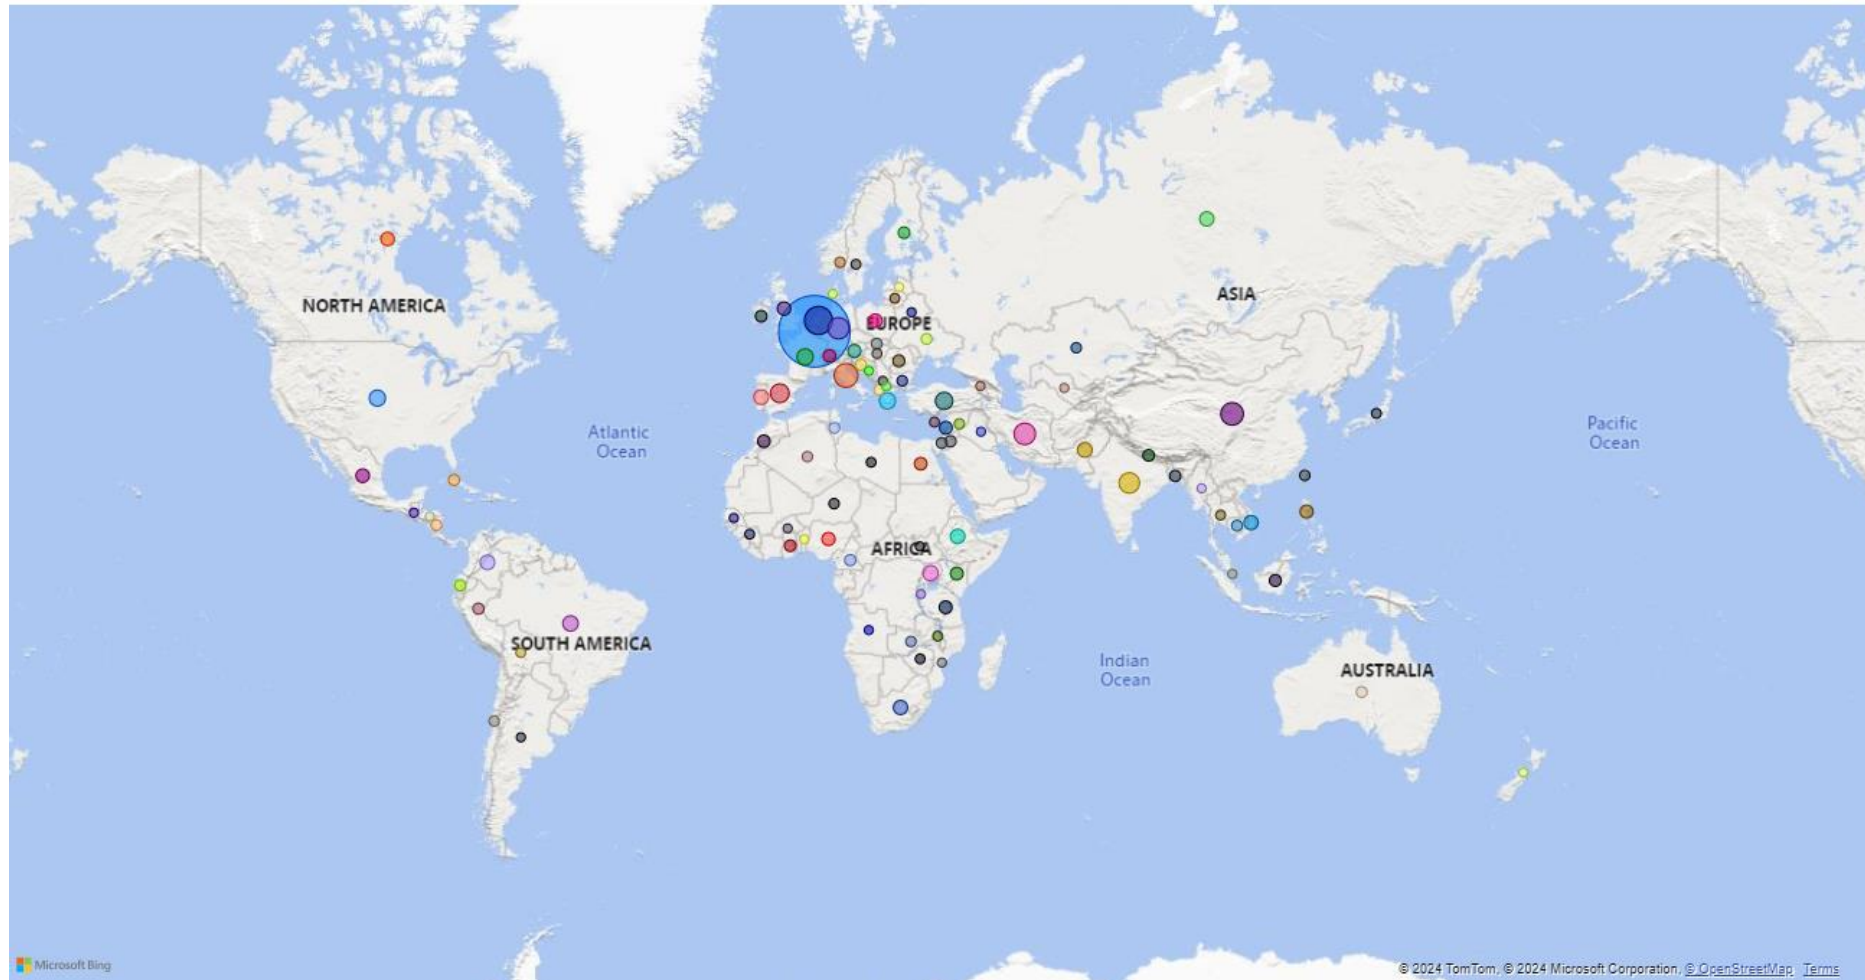 NORTH AMERICA
EUROPE
ASIA
Atlantic
Ocean
Pacific
Ocean
AFRICA
SOUTH AMERICA
Indian
Ocean
AUSTRALIA
Microsoft Bing
© 2024 TomTom, © 2024 Microsoft Corporation, © OpenStreetMap Terms